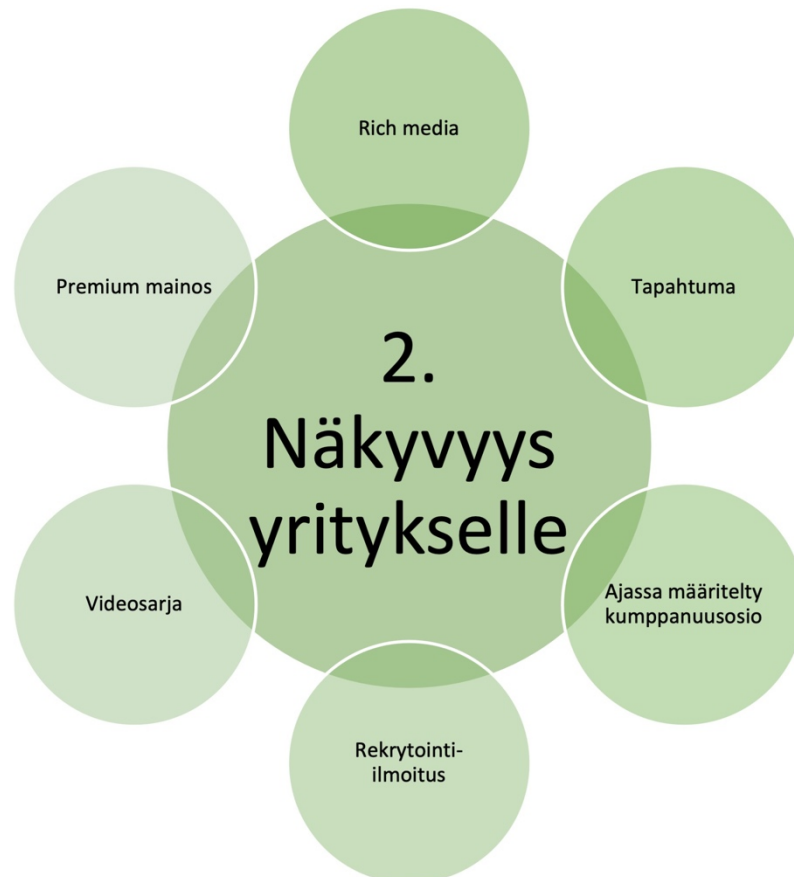 Rich media
Premium mainos
Tapahtuma
2.
Näkyvyys
yritykselle
Videosarja
Ajassa määritelty
kumppanuusosio
Rekrytointi-
ilmoitus